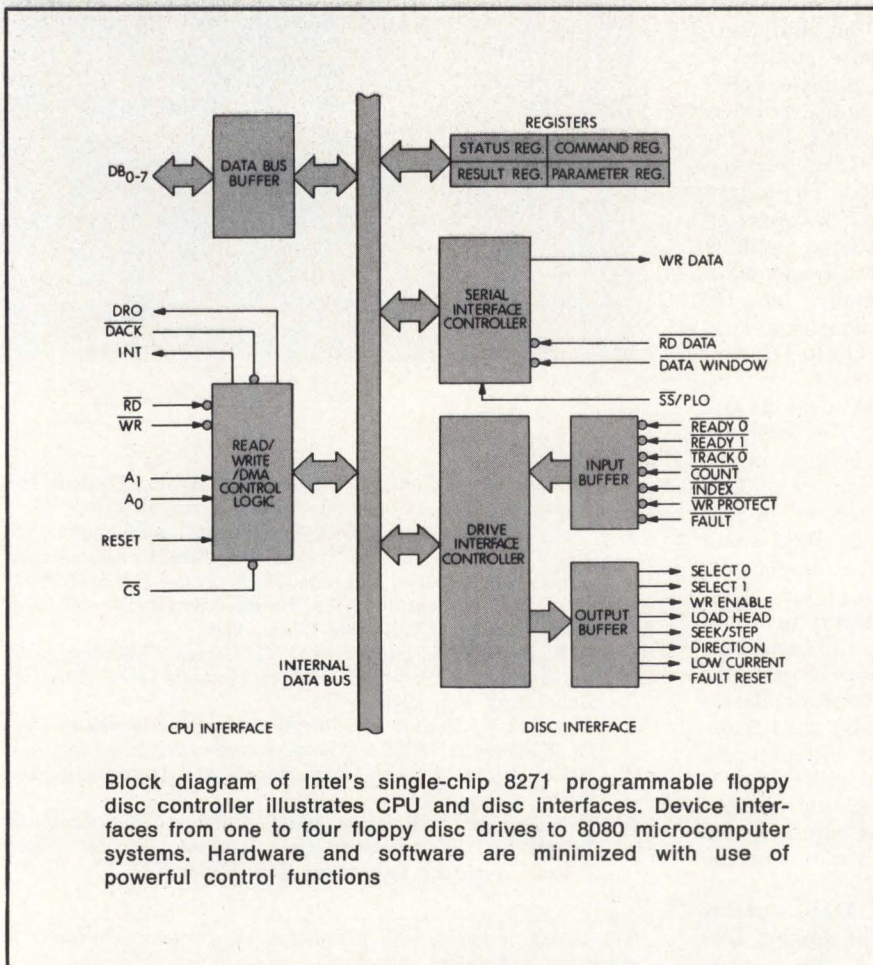 REGISTERS
STATUS REG. COMMAND REG.
RESULT REG. PARAMETER REG.
DB0-7
DATA BUS
BUFFER
WR DATA
SERIAL
INTERFACE
CONTROLLER
RD DATA
DATA WINDOW
SS/PLO
DRO
DACK
INT
RD
WR
A1
A0
RESET
CS
READ/
WRITE
/DMA
CONTROL
LOGIC
DRIVE
INTERFACE
CONTROLLER
INPUT
BUFFER
READY 0
READY 1
TRACK 0
COUNT
INDEX
WR PROTECT
FAULT
OUTPUT
BUFFER
SELECT 0
SELECT 1
WR ENABLE
LOAD HEAD
SEEK/STEP
DIRECTION
LOW CURRENT
FAULT RESET
INTERNAL
DATA BUS
CPU INTERFACE
DISC INTERFACE
Block diagram of Intel's single-chip 8271 programmable floppy
disc controller illustrates CPU and disc interfaces. Device inter-
faces from one to four floppy disc drives to 8080 microcomputer
systems. Hardware and software are minimized with use of
powerful control functions